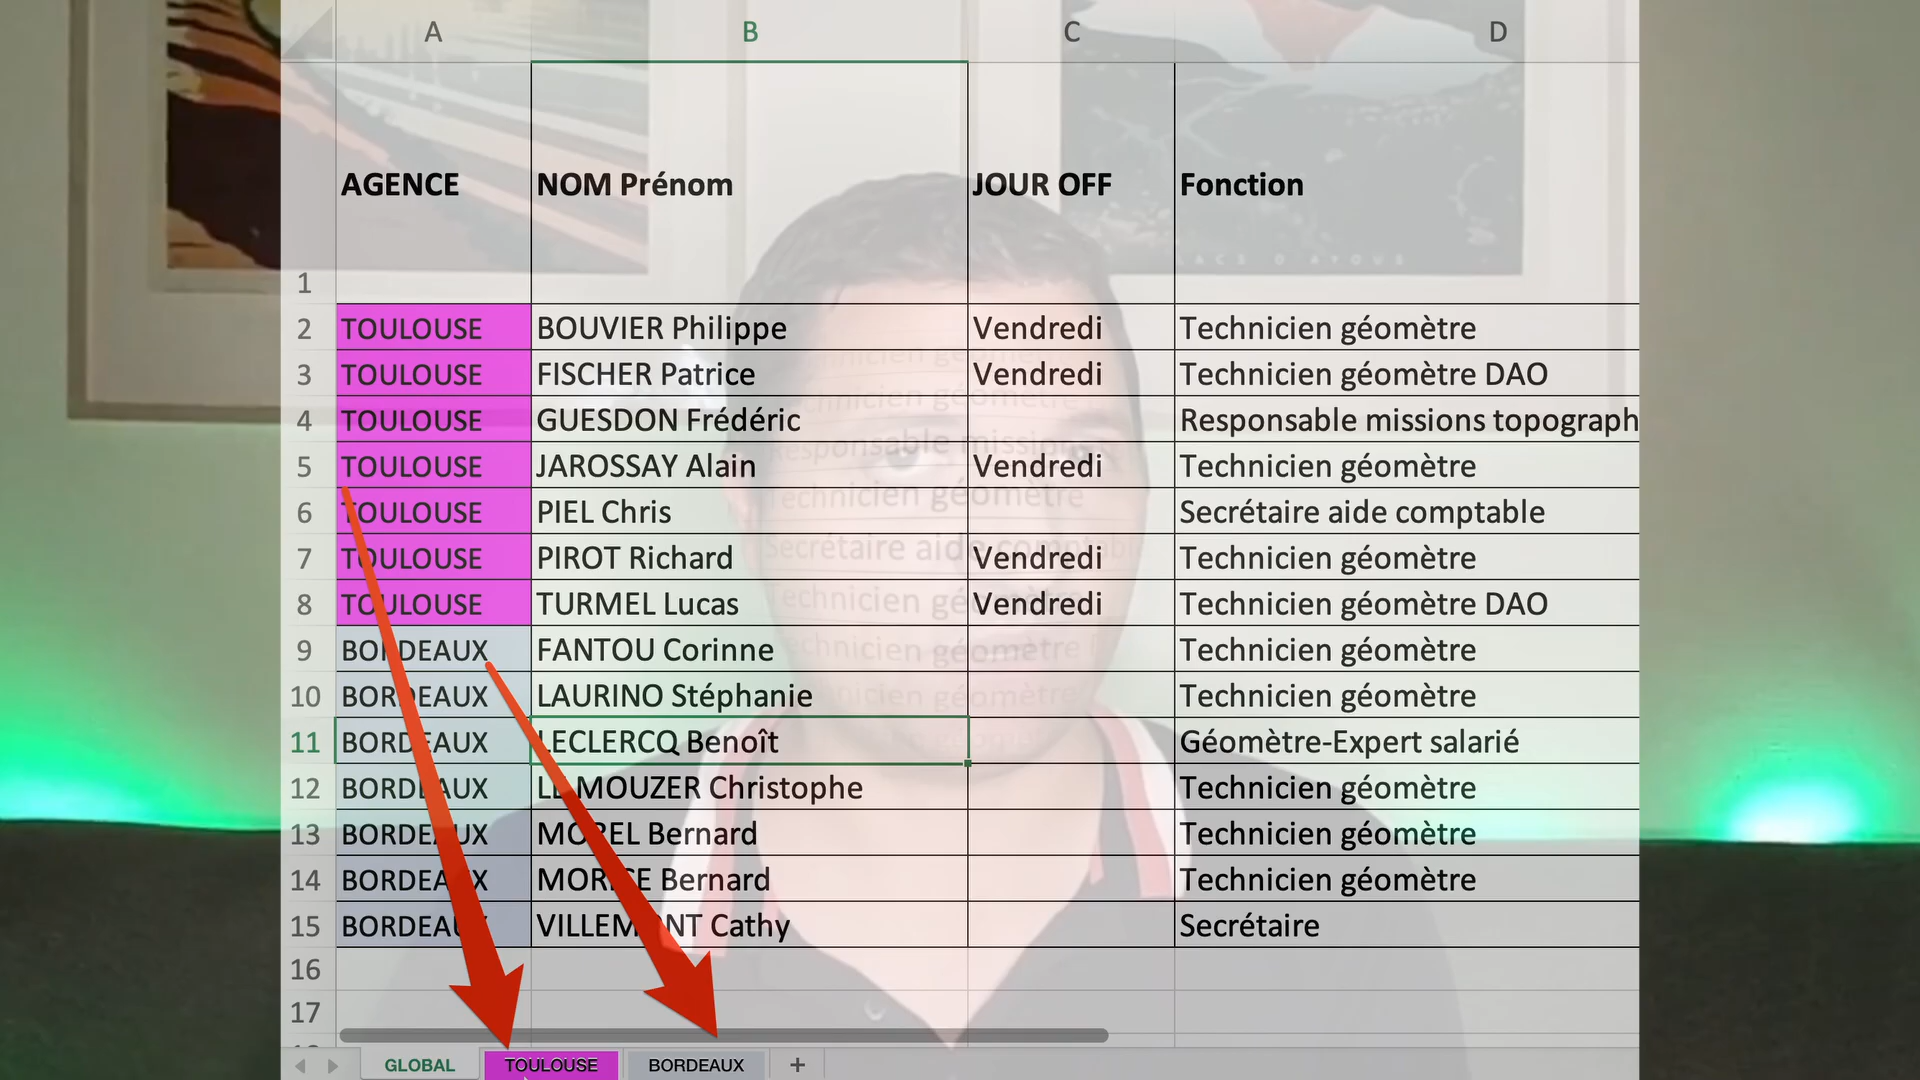 A B C D
AGENCE NOM Prénom JOUR OFF Fonction
1
2 TOULOUSE BOUVIER Philippe Vendredi Technicien géomètre
3 TOULOUSE FISCHER Patrice Vendredi Technicien géomètre DAO
4 TOULOUSE GUESDON Frédéric Responsable missions topograph
5 TOULOUSE JAROSSAY Alain Vendredi Technicien géomètre
6 TOULOUSE PIEL Chris Secrétaire aide comptable
7 TOULOUSE PIROT Richard Vendredi Technicien géomètre
8 TOULOUSE TURMEL Lucas Vendredi Technicien géomètre DAO
9 BORDEAUX FANTOU Corinne Technicien géomètre
10 BORDEAUX LAURINO Stéphanie Technicien géomètre
11 BORDEAUX LECLERCQ Benoît Géomètre-Expert salarié
12 BORDEAUX LE MOUZER Christophe Technicien géomètre
13 BORDEAUX MOREL Bernard Technicien géomètre
14 BORDEAUX MORICE Bernard Technicien géomètre
15 BORDEAUX VILLEMONT Cathy Secrétaire
16
17
GLOBAL TOULOUSE BORDEAUX +